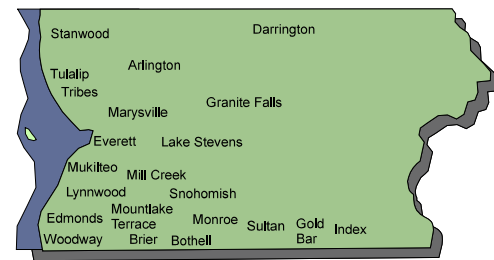 Stanwood
Darrington
Tulalip
Tribes
Arlington
Marysville
Granite Falls
Everett
Lake Stevens
Mukilteo
Mill Creek
Lynnwood
Snohomish
Edmonds
Mountlake
Terrace
Monroe
Sultan
Gold
Bar
Index
Woodway
Brier
Bothell